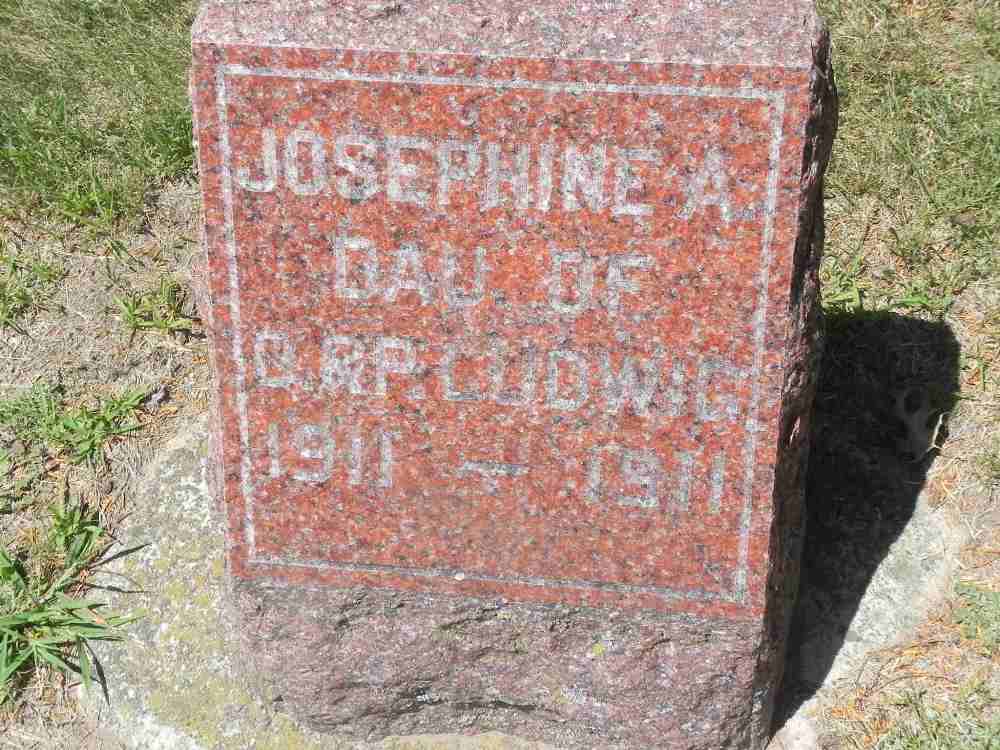 JOSEPHINE A.
DAU. OF
O. & P. LUDWIG
1911 — 1911